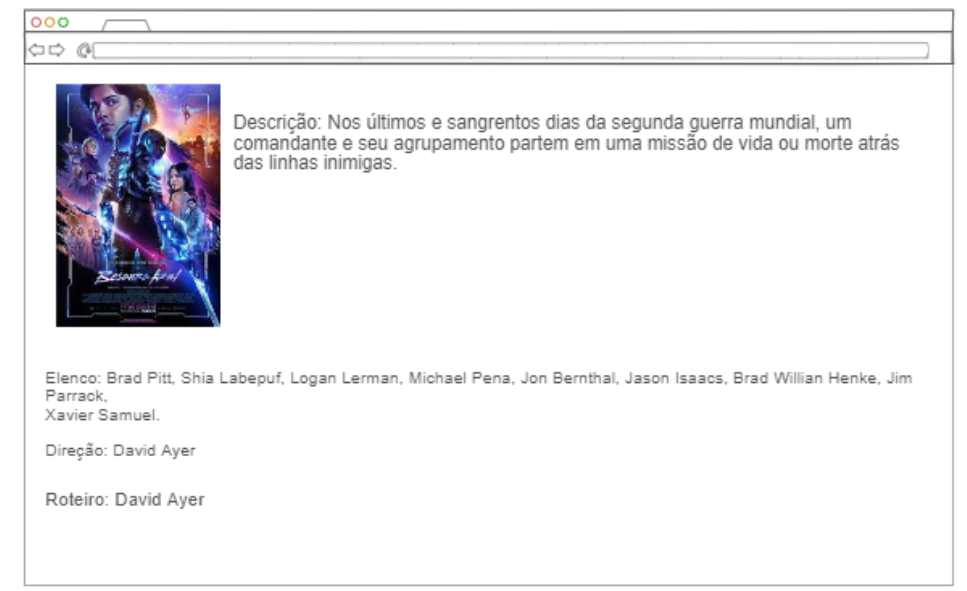 Descrição: Nos últimos e sangrentos dias da segunda guerra mundial, um
comandante e seu agrupamento partem em uma missão de vida ou morte atrás
das linhas inimigas.
Elenco: Brad Pitt, Shia Labepuf, Logan Lerman, Michael Pena, Jon Bernthal, Jason Isaacs, Brad Willian Henke, Jim
Parrack,
Xavier Samuel.
Direção: David Ayer
Roteiro: David Ayer